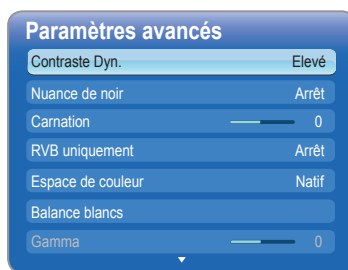 Paramètres avancés
Contraste Dyn. Elevé
Nuance de noir Arrêt
Carnation 0
RVB uniquement Arrêt
Espace de couleur Natif
Balance blancs
Gamma 0